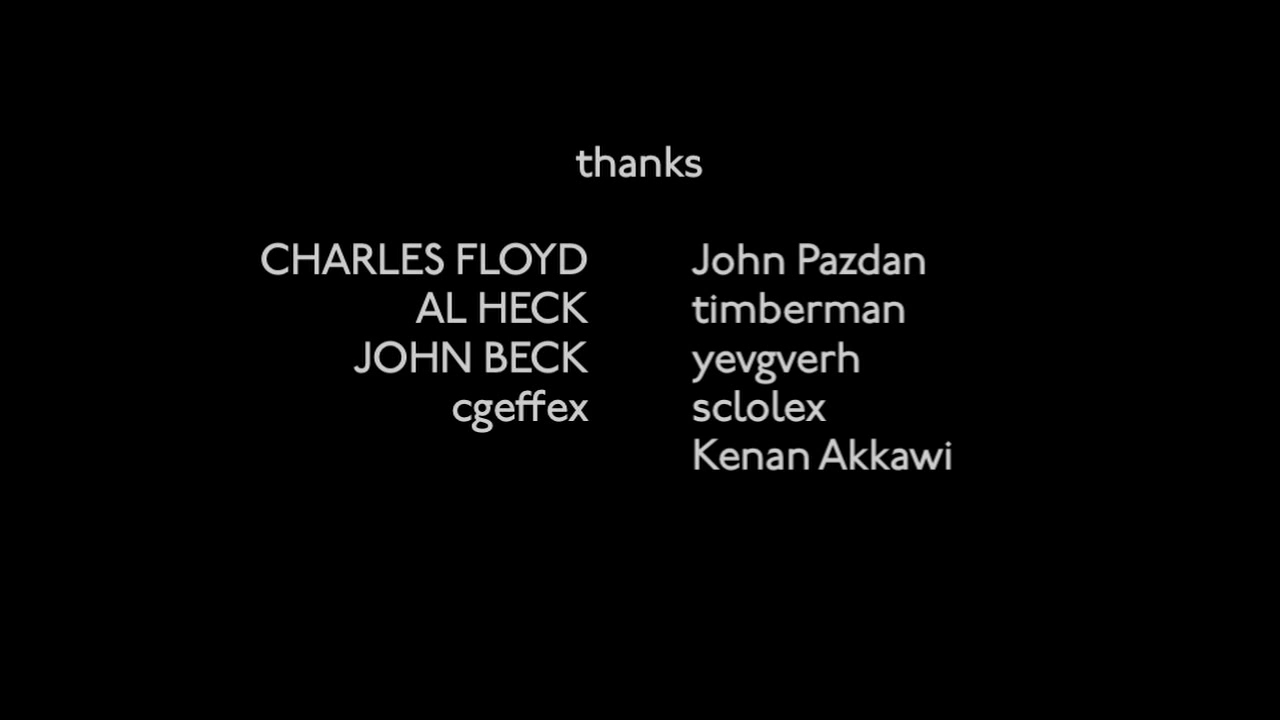 thanks
CHARLES FLOYD
AL HECK
JOHN BECK
cgeffex
John Pazdan
timberman
yevgverh
sclolex
Kenan Akkawi